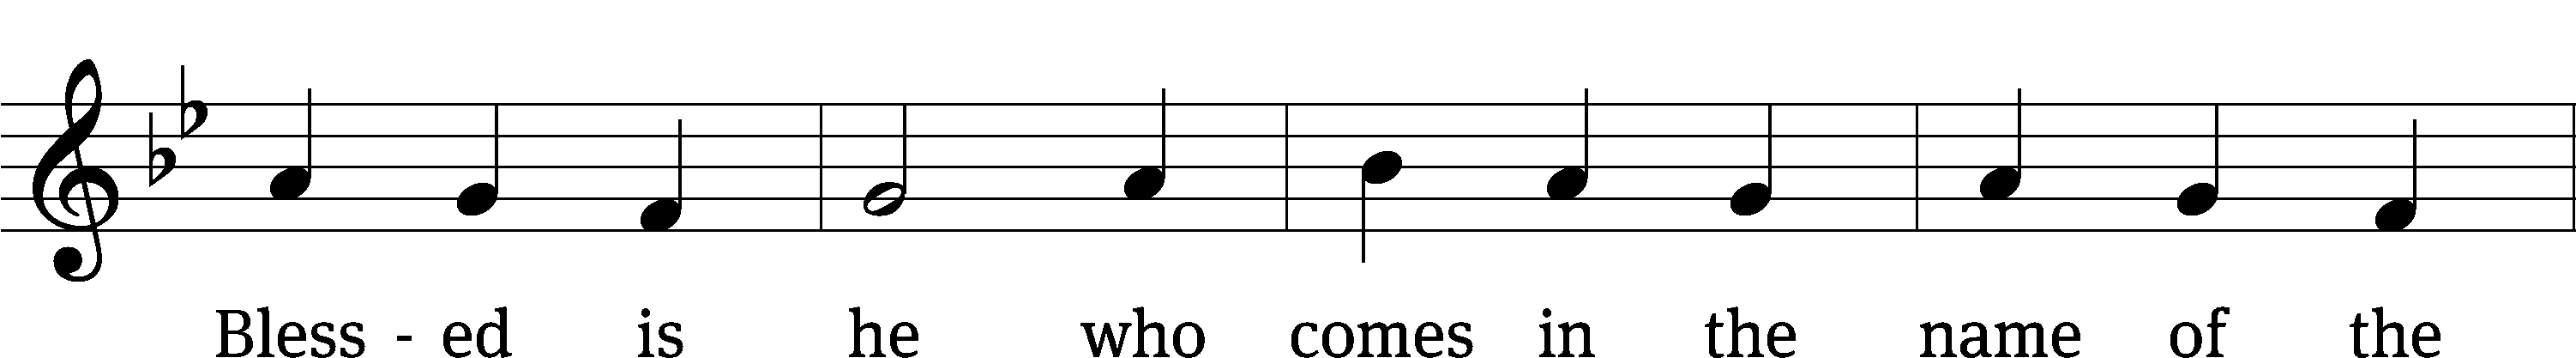 Bless - ed is he who comes in the name of the